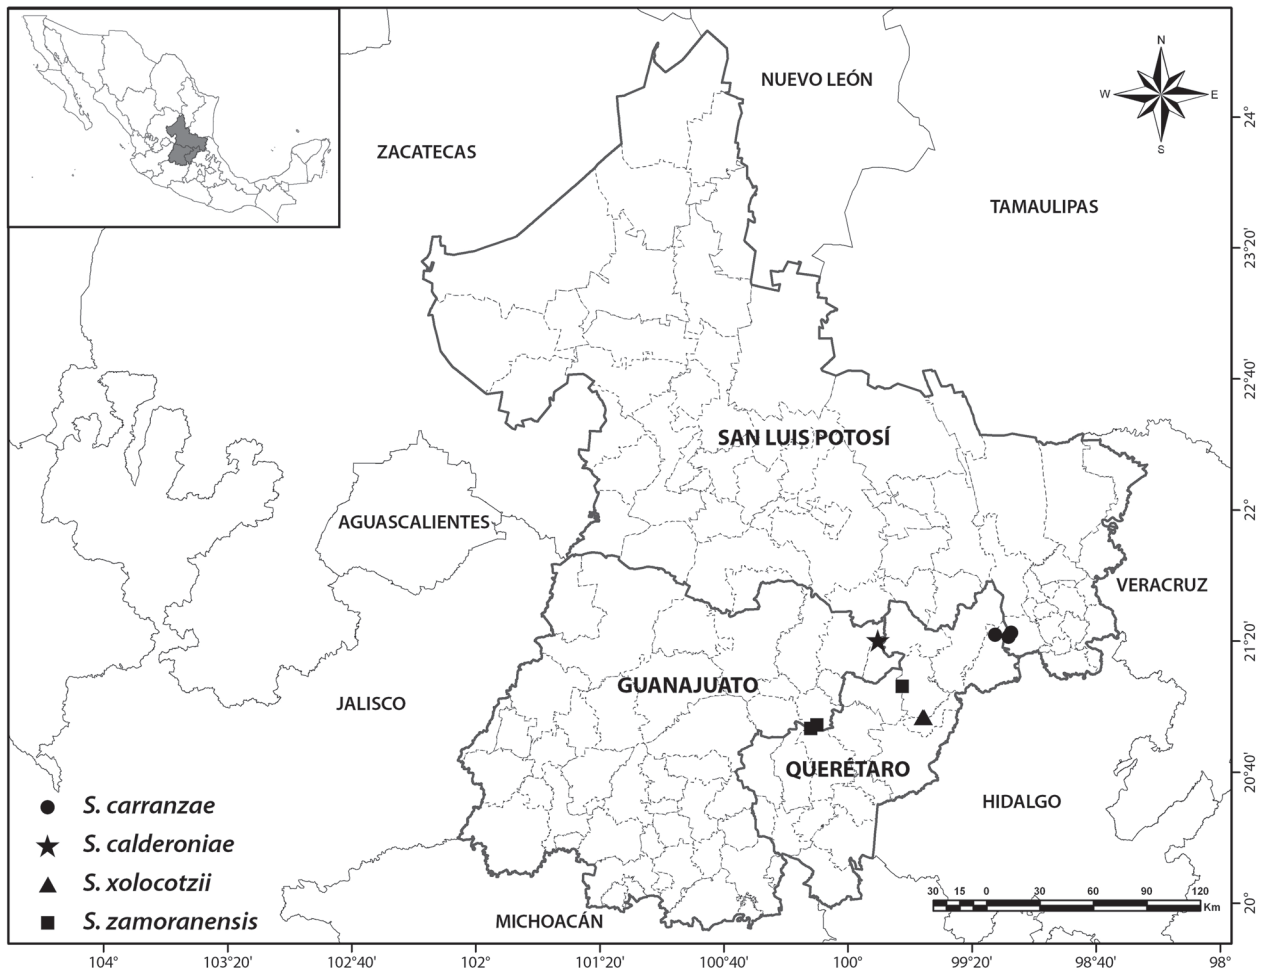 N
W E
S
NUEVO LEÓN
ZACATECAS
TAMAULIPAS
SAN LUIS POTOSÍ
AGUASCALIENTES
VERACRUZ
GUANAJUATO
JALISCO
QUERÉTARO
HIDALGO
MICHOACÁN
S. carranzae
S. calderoniae
S. xolocotzii
S. zamoranensis
30 15 0 30 60 90 120
Km
24°
23°20'
22°40'
22°
21°20'
20°40'
20°
104° 103°20' 102°40' 102° 101°20' 100°40' 100° 99°20' 98°40' 98°